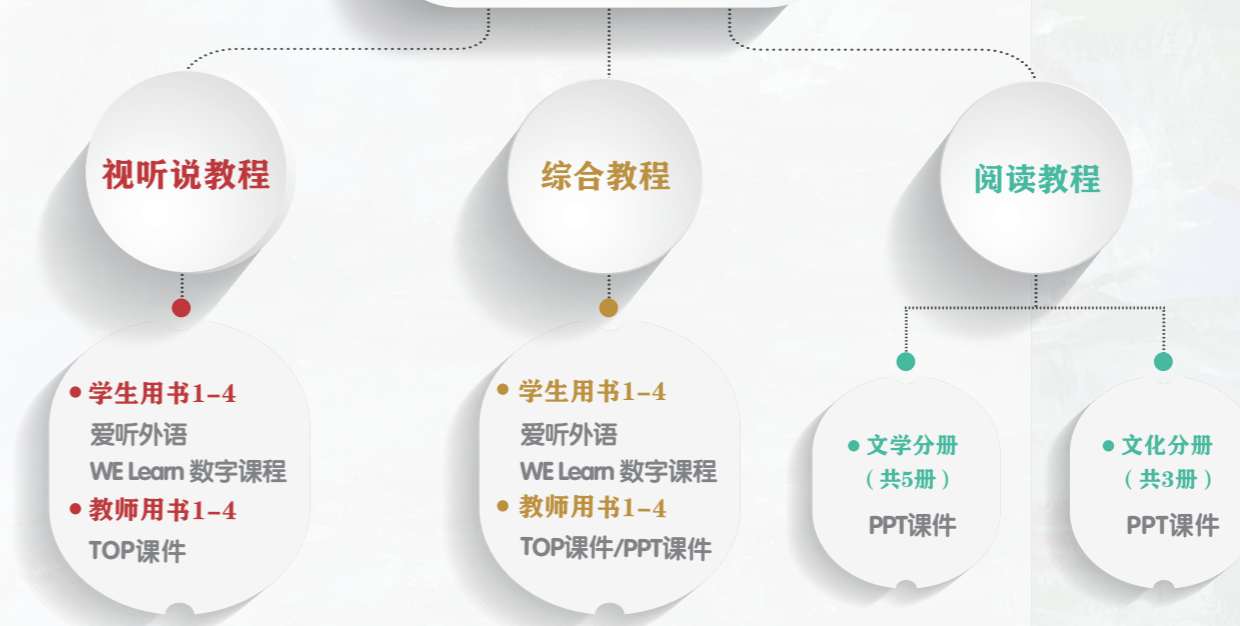 视听说教程
综合教程
阅读教程
学生用书1-4
爱听外语
WE Learn 数字课程
教师用书1-4
TOP课件
学生用书1-4
爱听外语
WE Learn 数字课程
教师用书1-4
TOP课件/PPT课件
文学分册
（共5册）
PPT课件
文化分册
（共3册）
PPT课件